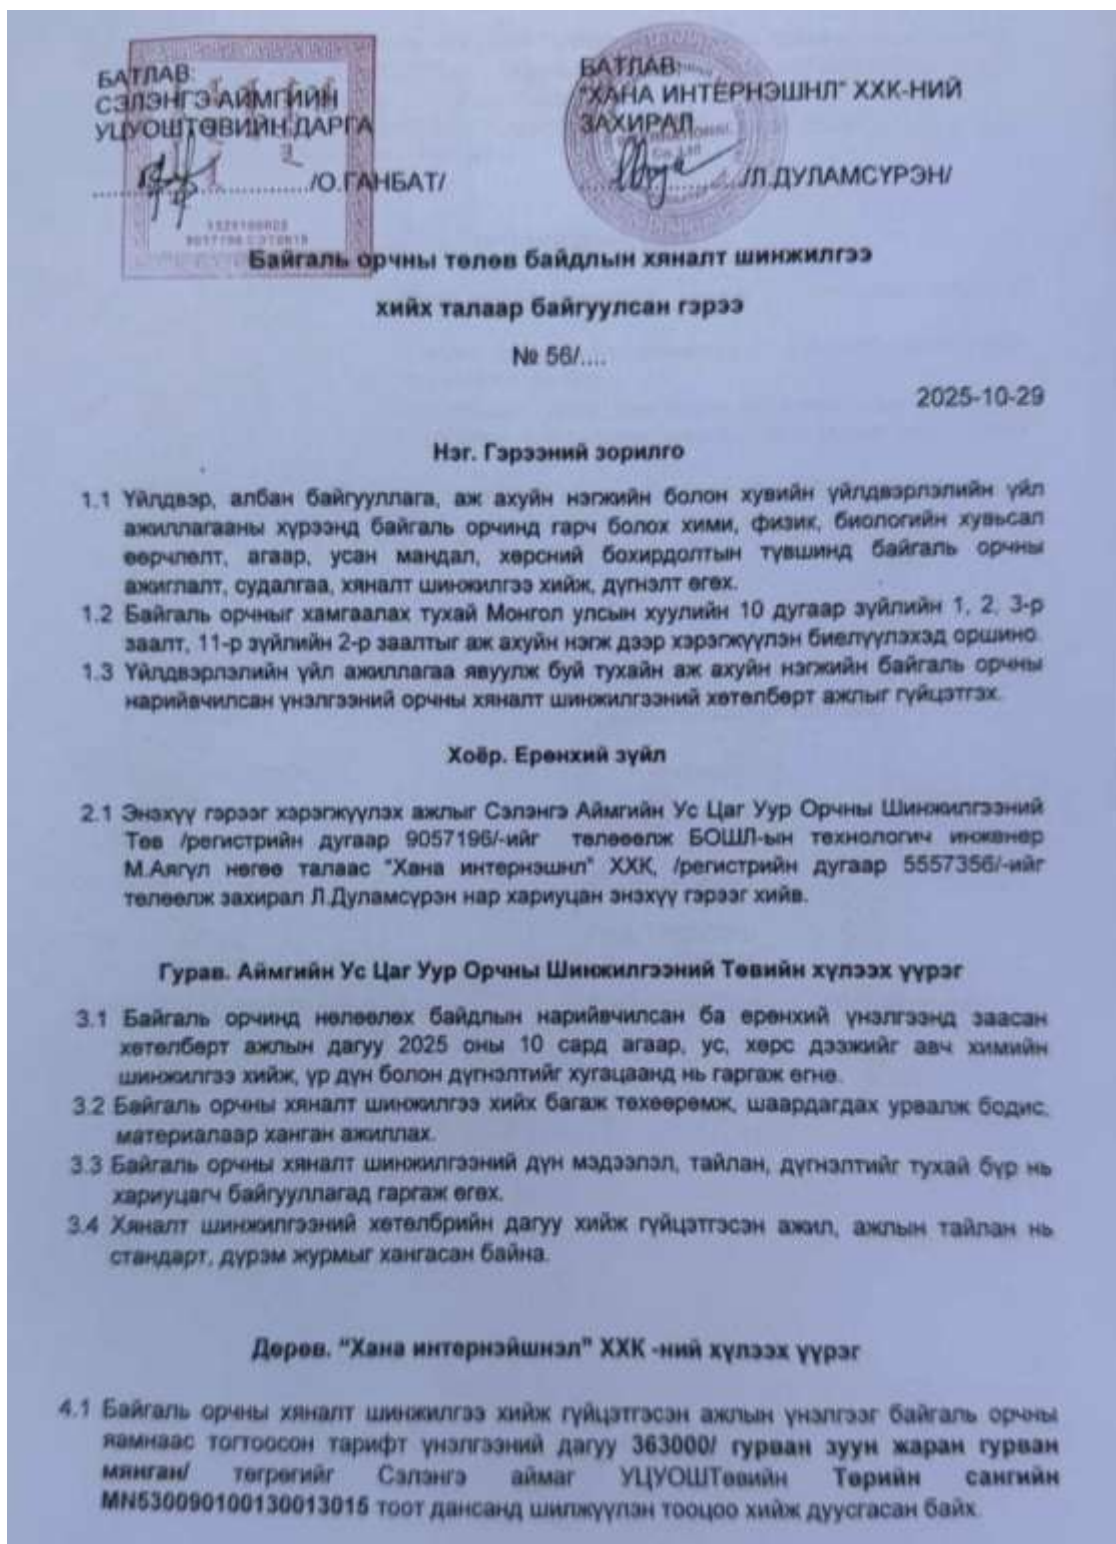 БАТЛАВ:
СЭЛЭНГЭ АЙМГИЙН
УЦУОШТӨВИЙН ДАРГА
/О.ГАНБАТ/
БАТЛАВ:
"ХАНА ИНТЕРНЭШНЛ" ХХК-НИЙ
ЗАХИРАЛ
/Л.ДУЛАМСҮРЭН/
Байгаль орчны төлөв байдлын хяналт шинжилгээ
хийх талаар байгуулсан гэрээ
№ 56/....
2025-10-29
Нэг. Гэрээний зорилго
1.1 Үйлдвэр, албан байгууллага, аж ахуйн нэгжийн болон хувийн үйлдвэрлэлийн үйл
ажиллагааны хүрээнд байгаль орчинд гарч болох хими, физик, биологийн хувьсал
өөрчлөлт, агаар, усан мандал, хөрсний бохирдолтын түвшинд байгаль орчны
ажиглалт, судалгаа, хяналт шинжилгээ хийж, дүгнэлт өгөх.
1.2 Байгаль орчныг хамгаалах тухай Монгол улсын хуулийн 10 дугаар зүйлийн 1, 2, 3-р
заалт, 11-р зүйлийн 2-р заалтыг аж ахуйн нэгж дээр хэрэгжүүлэн биелүүлэхэд оршино.
1.3 Үйлдвэрлэлийн үйл ажиллагаа явуулж буй тухайн аж ахуйн нэгжийн байгаль орчны
нарийвчилсан үнэлгээний орчны хяналт шинжилгээний хөтөлбөрт ажлыг гүйцэтгэх.
Хоёр. Ерөнхий зүйл
2.1 Энэхүү гэрээг хэрэгжүүлэх ажлыг Сэлэнгэ Аймгийн Ус Цаг Уур Орчны Шинжилгээний
Төв /регистрийн дугаар 9057196/-ийг төлөөөлж БОШЛ-ын технологич инженер
М.Аягүл нөгөө талаас "Хана интернэшнл" ХХК, /регистрийн дугаар 5557356/-ийг
төлөөлж захирал Л.Дуламсүрэн нар хариуцан энэхүү гэрээг хийв.
Гурав. Аймгийн Ус Цаг Уур Орчны Шинжилгээний Төвийн хүлээх үүрэг
3.1 Байгаль орчинд нөлөөлөх байдлын нарийвчилсан ба ерөнхий үнэлгээнд заасан
хөтөлбөрт ажлын дагуу 2025 оны 10 сард агаар, ус, хөрс дээжийг авч химийн
шинжилгээ хийж, үр дүн болон дүгнэлтийг хугацаанд нь гаргаж өгнө.
3.2 Байгаль орчны хяналт шинжилгээ хийх багаж төхөөрөмж, шаардагдах урвалж бодис,
материалаар ханган ажиллах.
3.3 Байгаль орчны хяналт шинжилгээний дүн мэдээлэл, тайлан, дүгнэлтийг тухай бүр нь
хариуцагч байгууллагад гаргаж өгөх.
3.4 Хяналт шинжилгээний хөтөлбрийн дагуу хийж гүйцэтгэсэн ажил, ажлын тайлан нь
стандарт, дүрэм журмыг хангасан байна.
Дөрөв. "Хана интернэйшнэл" ХХК -ний хүлээх үүрэг
4.1 Байгаль орчны хяналт шинжилгээ хийж гүйцэтгэсэн ажлын үнэлгээг байгаль орчны
яамнаас тогтоосон тарифт үнэлгээний дагуу 363000/ гурван зуун жаран гурван
мянган/ төгрөгийг Сэлэнгэ аймаг УЦУОШТөвийн Төрийн сангийн
MN530090100130013015 тоот дансанд шилжүүлэн тооцоо хийж дуусгасан байх.